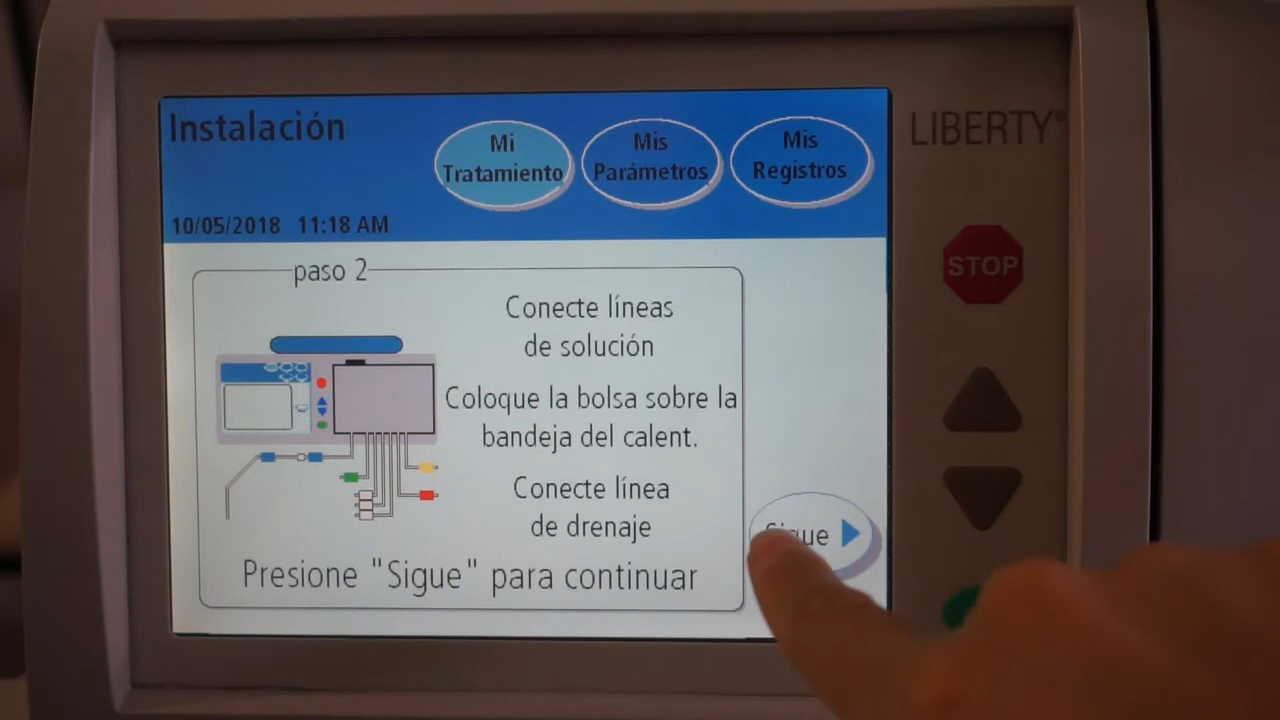 Instalación
Mi
Tratamiento
Mis
Parámetros
Mis
Registros
10/05/2018 11:18 AM
LIBERTY®
STOP
paso 2
Conecte líneas
de solución
Coloque la bolsa sobre la
bandeja del calent.
Conecte línea
de drenaje
Presione "Sigue" para continuar
Sigue